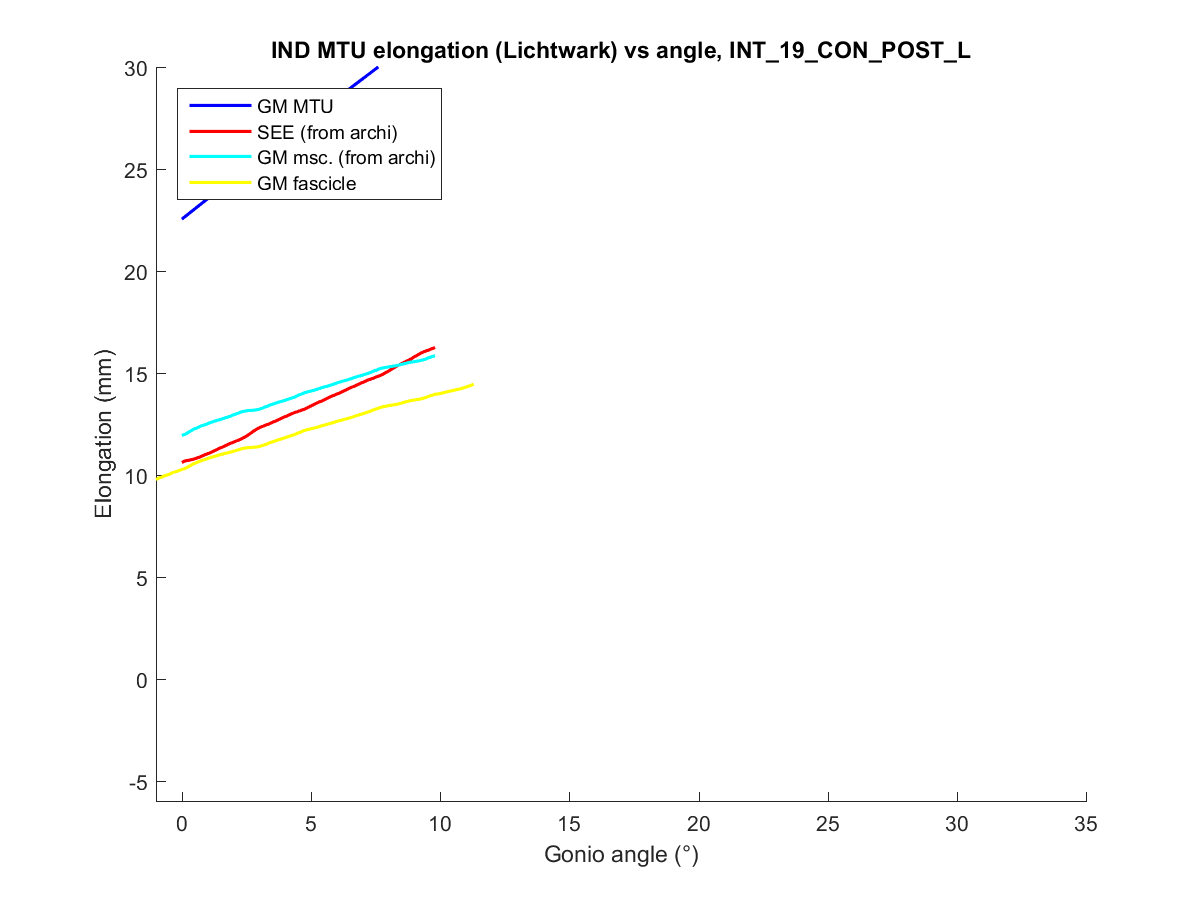 IND MTU elongation (Lichtwark) vs angle, INT_19_CON_POST_L
30
GM MTU
SEE (from archi)
GM msc. (from archi)
GM fascicle
25
20
15
10
5
0
-5
Elongation (mm)
0 5 10 15 20 25 30 35
Gonio angle (°)